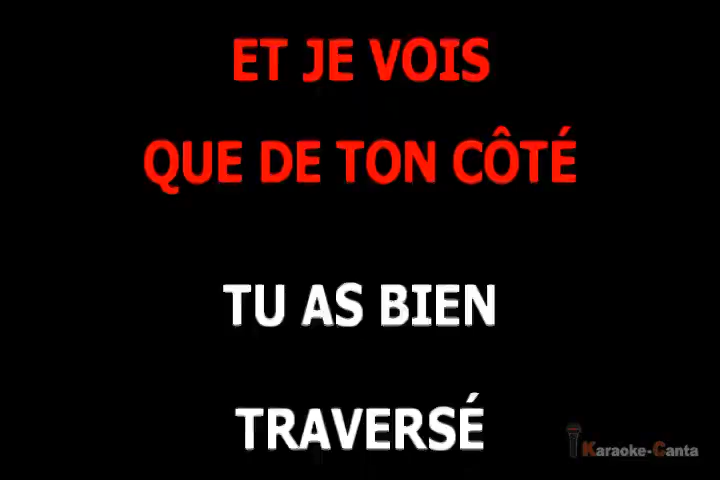 ET JE VOIS
QUE DE TON CÔTÉ
TU AS BIEN
TRAVERSÉ
Karaoke-Canta